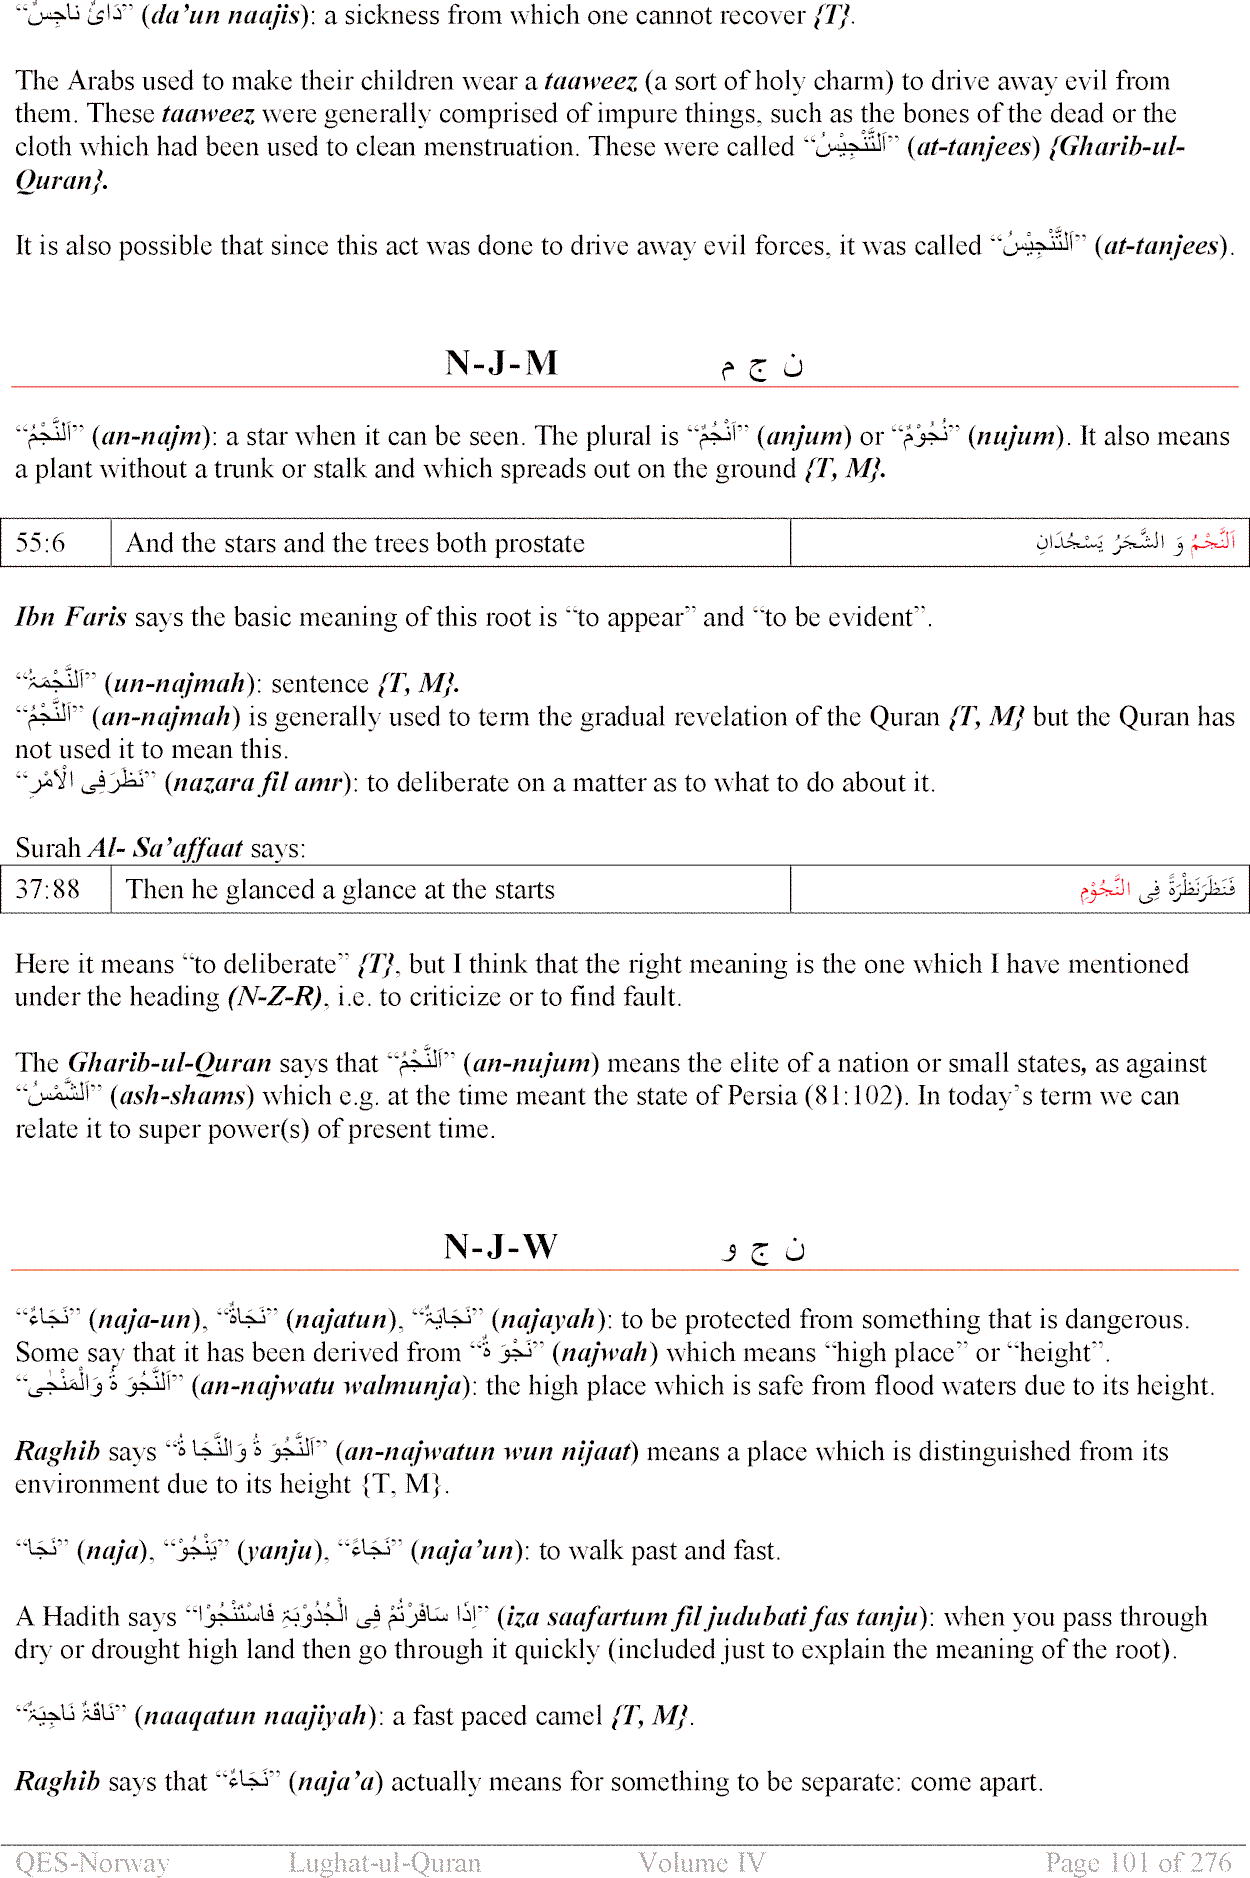 “دَائٌ نَاجِسٌ” (da’un naajis): a sickness from which one cannot recover {T}.
The Arabs used to make their children wear a taaweez (a sort of holy charm) to drive away evil from
them. These taaweez were generally comprised of impure things, such as the bones of the dead or the
cloth which had been used to clean menstruation. These were called “اَلتَّنْجِيْسُ” (at-tanjees) {Gharib-ul-
Quran}.
It is also possible that since this act was done to drive away evil forces, it was called “اَلتَّنْجِيْسُ” (at-tanjees).
N-J-M ن ج م
“اَلنَّجْمُ” (an-najm): a star when it can be seen. The plural is “اَنْجُمٌ” (anjum) or “نُجُوْمٌ” (nujum). It also means
a plant without a trunk or stalk and which spreads out on the ground {T, M}.
55:6 And the stars and the trees both prostate اَلنَّجْمُ وَ الشَّجَرُ يَسْجُدَانِ
Ibn Faris says the basic meaning of this root is “to appear” and “to be evident”.
“اَلنَّجْمَۃُ” (un-najmah): sentence {T, M}.
“اَلنَّجْمُ” (an-najmah) is generally used to term the gradual revelation of the Quran {T, M} but the Quran has
not used it to mean this.
“نَظَرَفِی الْاَمْرِ” (nazara fil amr): to deliberate on a matter as to what to do about it.
Surah Al- Sa’affaat says:
37:88 Then he glanced a glance at the starts فَنَظَرَنَظْرَۃً فِی النَّجُوْمِ
Here it means “to deliberate” {T}, but I think that the right meaning is the one which I have mentioned
under the heading (N-Z-R), i.e. to criticize or to find fault.
The Gharib-ul-Quran says that “اَلنَّجْمُ” (an-nujum) means the elite of a nation or small states, as against
“اَلشَّمْسُ” (ash-shams) which e.g. at the time meant the state of Persia (81:102). In today’s term we can
relate it to super power(s) of present time.
N-J-W ن ج و
“نَجَاءٌ” (naja-un), “نَجَاۃٌ” (najatun), “نَجَايَۃٌ” (najayah): to be protected from something that is dangerous.
Some say that it has been derived from “نَجْوَ ۃٌ” (najwah) which means “high place” or “height”.
“اَلنَّجُوَ ۃُ وَالْمَنْجٰی” (an-najwatu walmunja): the high place which is safe from flood waters due to its height.
Raghib says “اَلنَّجُوَ ۃُ وَالنَّجَا ۃُ” (an-najwatun wun nijaat) means a place which is distinguished from its
environment due to its height {T, M}.
“نَجَا” (naja), “يَنْجُوْ” (yanju), “نَجَاءً” (naja’un): to walk past and fast.
A Hadith says “اِذَا سَافَرْتُمْ فِی الْجُدُوْبَۃِ فَاسْتَنْجُوْا” (iza saafartum fil judubati fas tanju): when you pass through
dry or drought high land then go through it quickly (included just to explain the meaning of the root).
“نَاقَۃٌ نَاجِيَۃٌ” (naaqatun naajiyah): a fast paced camel {T, M}.
Raghib says that “نَجَاءٌ” (naja’a) actually means for something to be separate: come apart.
QES-Norway Lughat-ul-Quran Volume IV Page 101 of 276